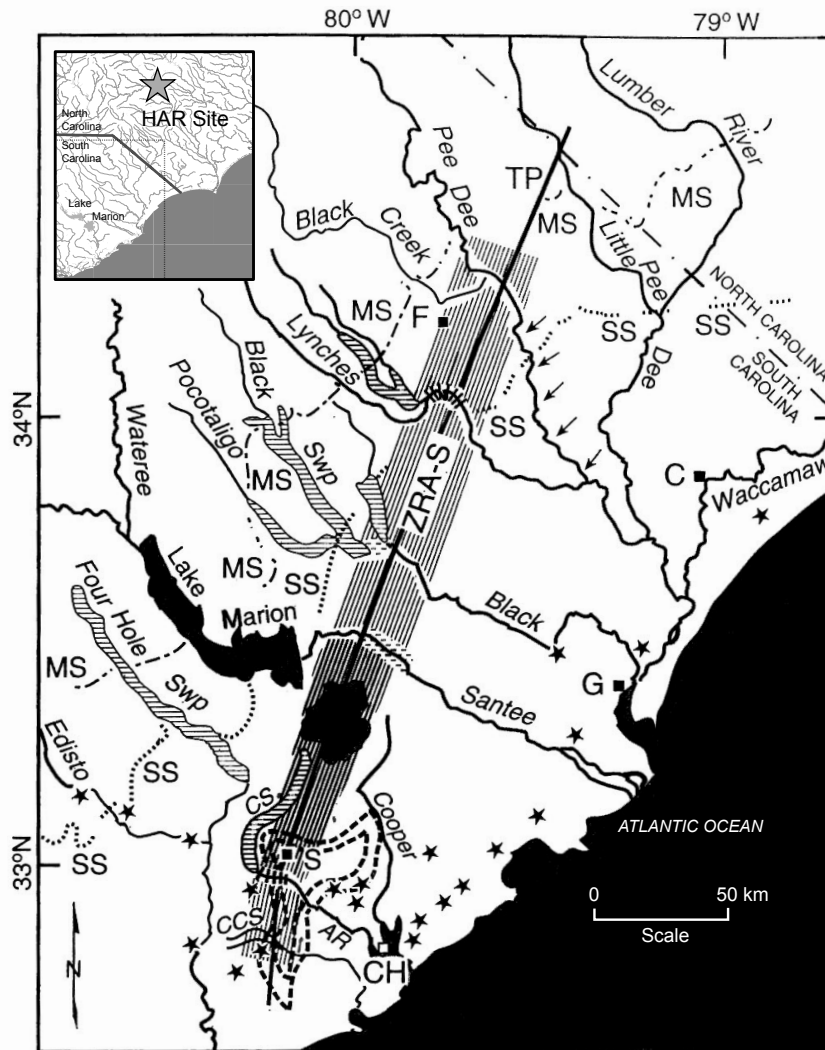 80° W
79° W
North
Carolina
South
Carolina
HAR Site
Lake
Marion
Lumber
River
Pee
Dee
TP
MS
MS
Black
Creek
Little
Pee
Dee
NORTH CAROLINA
SOUTH
CAROLINA
MS
F
SS
SS
Lynches
34°N
Black
Pocotaligo
Swp
Wateree
MS
SS
ZRA-S
C
Waccamaw
MS
SS
Lake
Marion
Black
Four
Hole
Swp
MS
G
Santee
Edisto
SS
CS
Cooper
ATLANTIC OCEAN
33°N
SS
S
0
50 km
Scale
CCS
AR
N
CH